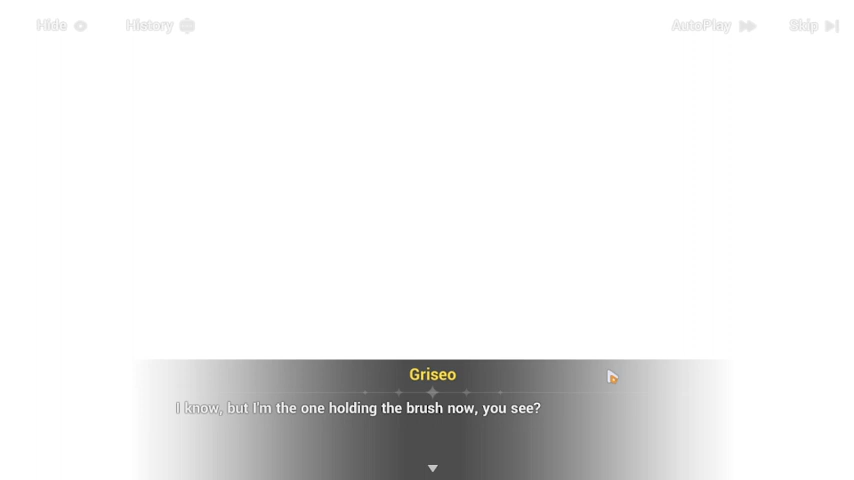 Hide
History
AutoPlay
Skip
Griseo
I know, but I'm the one holding the brush now, you see?